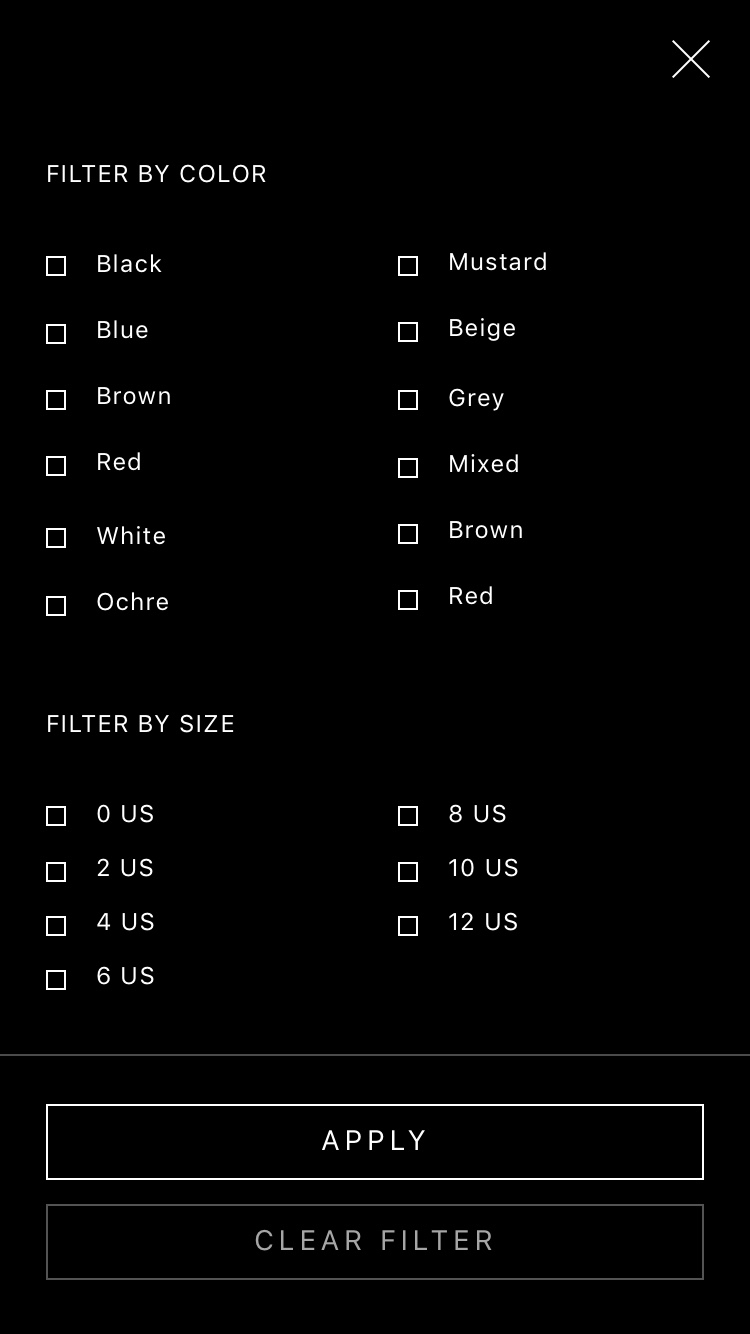 FILTER BY COLOR
Black
Mustard
Blue
Beige
Brown
Grey
Red
Mixed
White
Brown
Ochre
Red
FILTER BY SIZE
0 US
8 US
2 US
10 US
4 US
12 US
6 US
APPLY
CLEAR FILTER